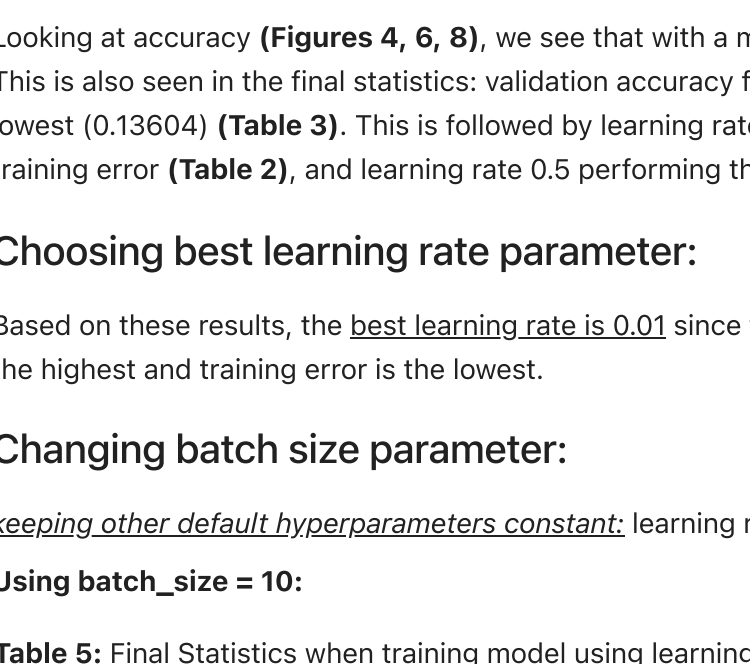 Looking at accuracy (Figures 4, 6, 8), we see that with a
This is also seen in the final statistics: validation accuracy
lowest (0.13604) (Table 3). This is followed by learning
training error (Table 2), and learning rate 0.5 performing
Choosing best learning rate parameter:
Based on these results, the best learning rate is 0.01 since
the highest and training error is the lowest.
Changing batch size parameter:
keeping other default hyperparameters constant: learning
Using batch_size = 10:
Table 5: Final Statistics when training model using learning